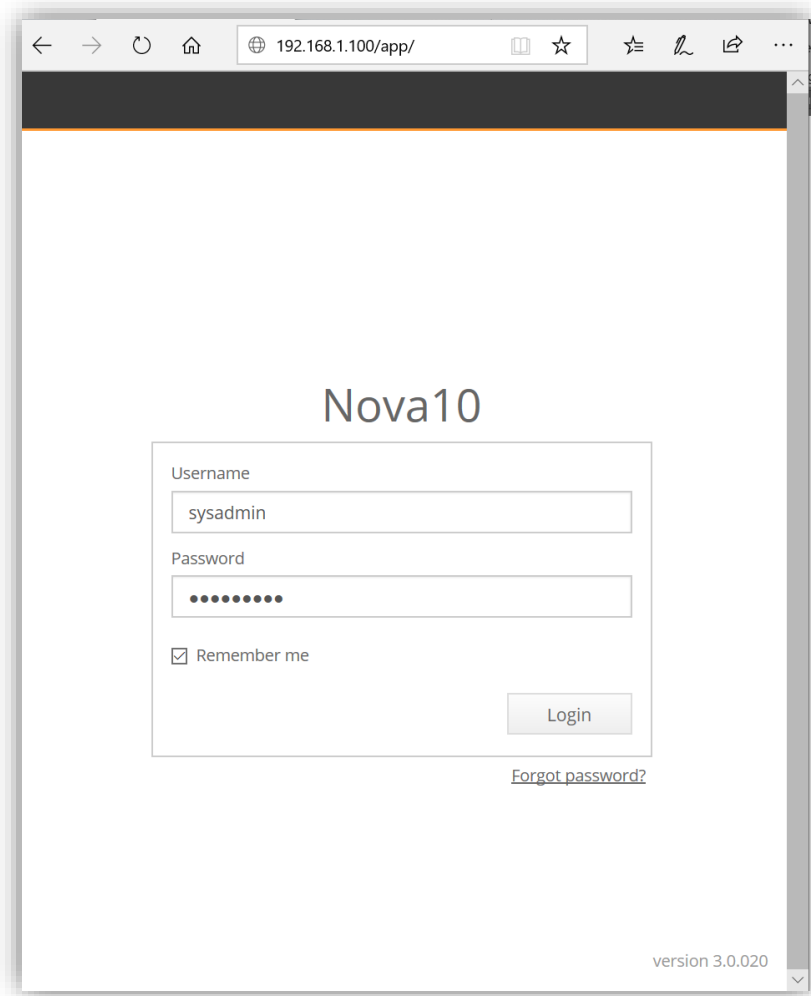 192.168.1.100/app/
Nova10
Username
sysadmin
Password
•••••••••
Remember me
Login
Forgot password?
version 3.0.020